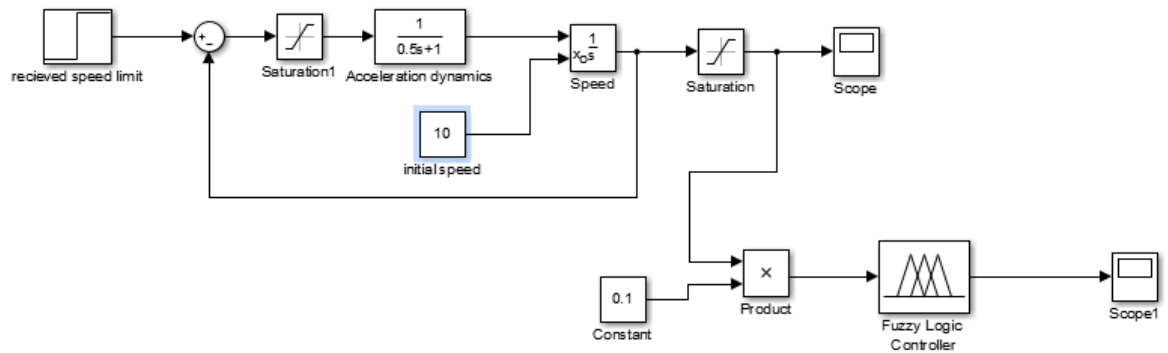 +
-
1
0.5s+1
1
s
xo
recieved speed limit
Saturation1
Acceleration dynamics
Speed
Saturation
Scope
10
initial speed
0.1
×
Constant
Product
Fuzzy Logic
Controller
Scope1